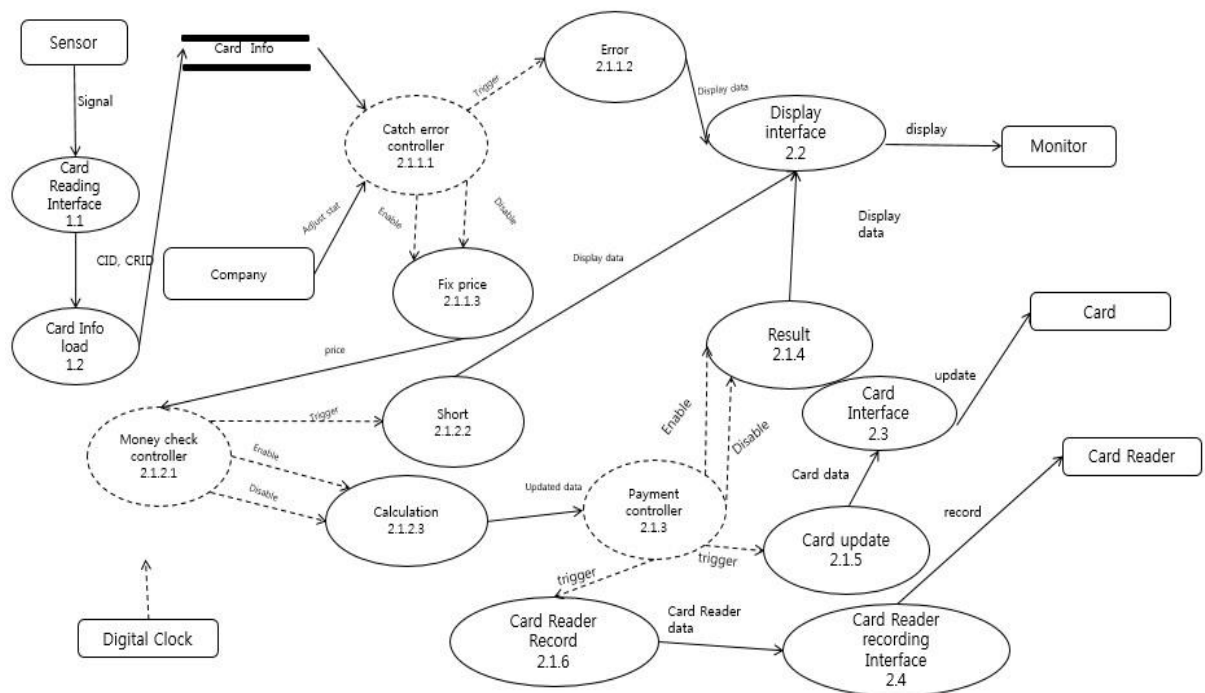 Sensor
Card Info
Error
2.1.1.2
Trigger
Display data
Signal
Catch error
controller
2.1.1.1
Display
interface
2.2
display
Monitor
Card
Reading
Interface
1.1
Adjust stat
Enable
Disable
Display
data
CID, CRID
Company
Display data
Fix price
2.1.1.3
Card Info
load
1.2
Result
2.1.4
Card
price
update
Card
Interface
2.3
Short
2.1.2.2
Trigger
Enable
Disable
Money check
controller
2.1.2.1
Enable
Disable
Card Reader
Card data
Updated data
Payment
controller
2.1.3
Calculation
2.1.2.3
record
Card update
2.1.5
trigger
trigger
Digital Clock
Card Reader
Record
2.1.6
Card Reader
data
Card Reader
recording
Interface
2.4